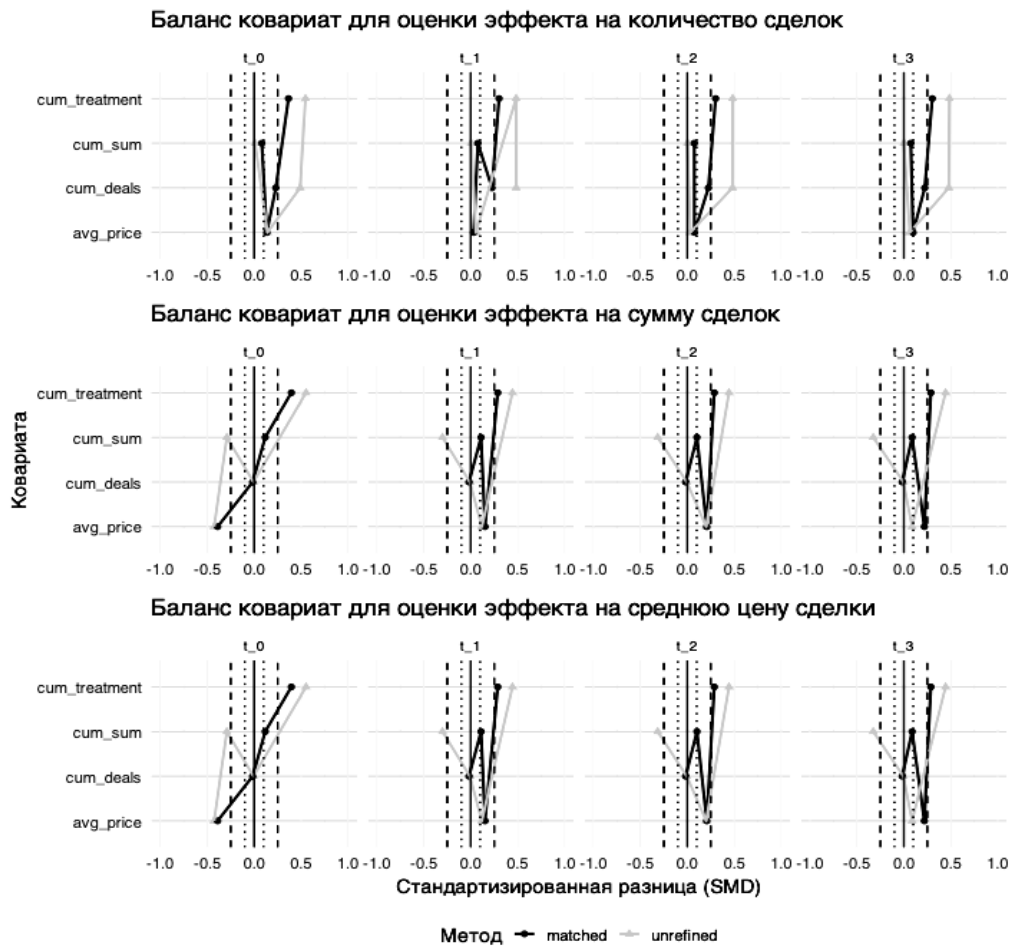 Баланс ковариат для оценки эффекта на количество сделок
t_0 t_1 t_2 t_3
cum_treatment
cum_sum
cum_deals
avg_price
-1.0 -0.5 0.0 0.5 1.0 -1.0 -0.5 0.0 0.5 1.0 -1.0 -0.5 0.0 0.5 1.0 -1.0 -0.5 0.0 0.5 1.0
Баланс ковариат для оценки эффекта на сумму сделок
t_0 t_1 t_2 t_3
cum_treatment
cum_sum
cum_deals
avg_price
-1.0 -0.5 0.0 0.5 1.0 -1.0 -0.5 0.0 0.5 1.0 -1.0 -0.5 0.0 0.5 1.0 -1.0 -0.5 0.0 0.5 1.0
Ковариата
Баланс ковариат для оценки эффекта на среднюю цену сделки
t_0 t_1 t_2 t_3
cum_treatment
cum_sum
cum_deals
avg_price
-1.0 -0.5 0.0 0.5 1.0 -1.0 -0.5 0.0 0.5 1.0 -1.0 -0.5 0.0 0.5 1.0 -1.0 -0.5 0.0 0.5 1.0
Стандартизированная разница (SMD)
Метод matched unrefined